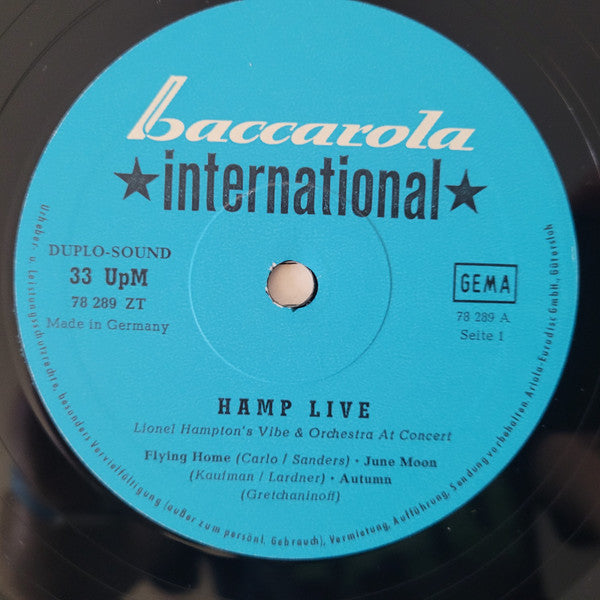 baccarola
★international★
DUPLO-SOUND
33 UpM
78 289 ZT
Made in Germany
GEMA
78 289 A
Seite 1
HAMP LIVE
Lionel Hampton's Vibe & Orchestra At Concert
Flying Home (Carlo / Sanders) · June Moon
(Kaufman / Lardner) · Autumn
(Gretchaninoff)
Urheber- u. Leistungsschutzrechte, besonders Vervielfältigung (außer zum persönl. Gebrauch), Vermietung, Aufführung, Sendung vorbehalten. Ariola-Eurodisc GmbH., Gütersloh